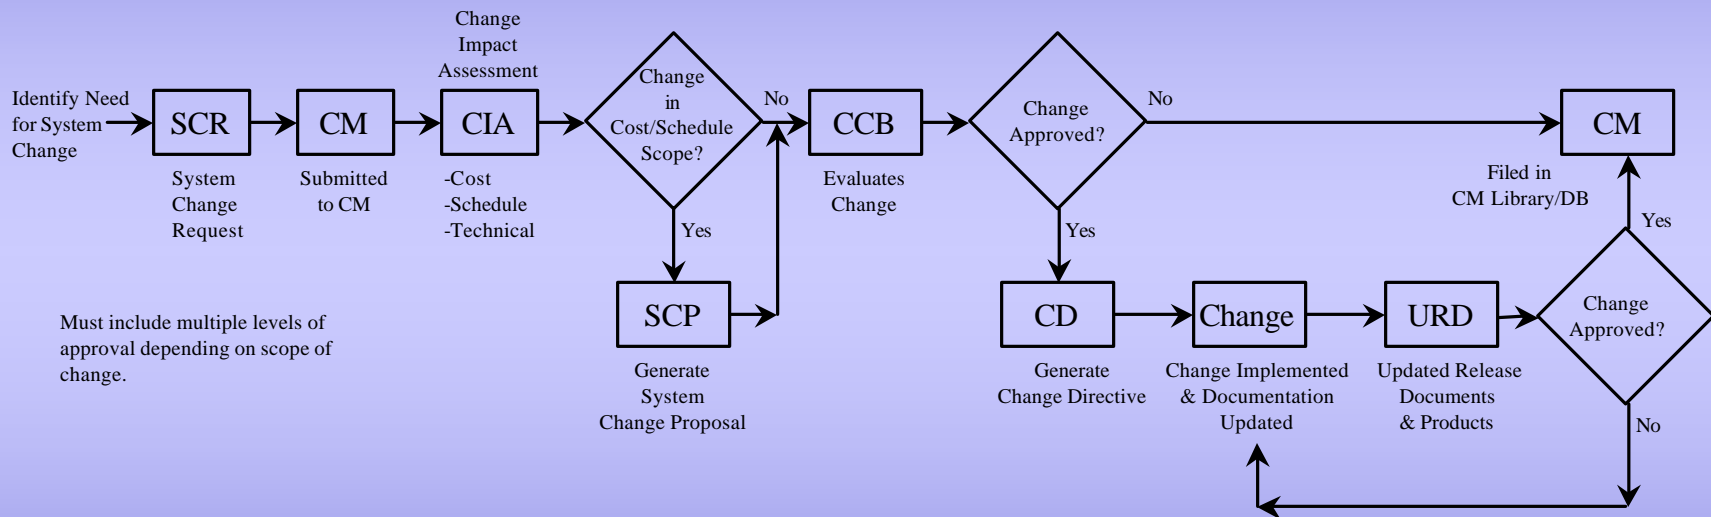 Identify Need
for System
Change
SCR
System
Change
Request
CM
Submitted
to CM
Change
Impact
Assessment
CIA
-Cost
-Schedule
-Technical
Change
in
Cost/Schedule
Scope?
No
Yes
SCP
Generate
System
Change Proposal
CCB
Evaluates
Change
Change
Approved?
No
Yes
CD
Generate
Change Directive
Change
Change Implemented
& Documentation
Updated
URD
Updated Release
Documents
& Products
Change
Approved?
Yes
No
CM
Filed in
CM Library/DB
Must include multiple levels of
approval depending on scope of
change.